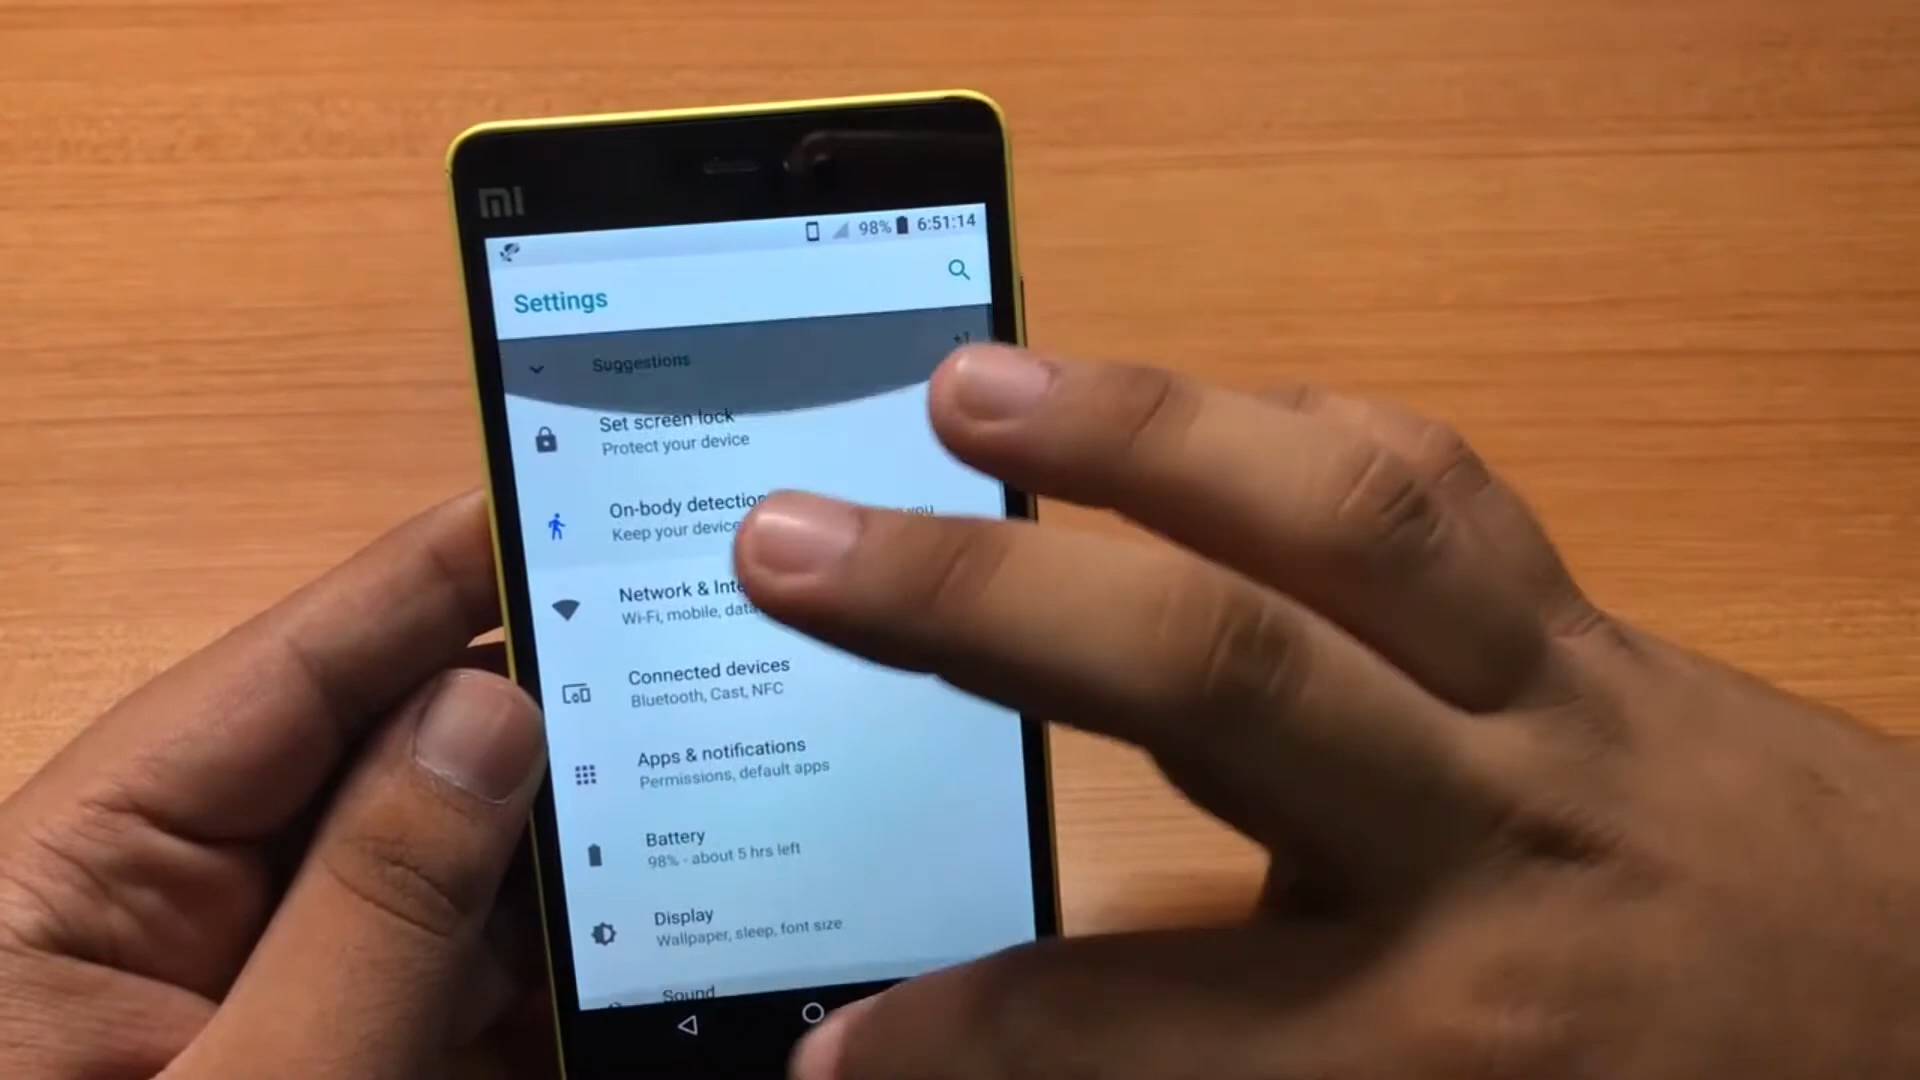 mi
98% 6:51:14
Settings
Suggestions
Set screen lock
Protect your device
On-body detection
Keep your device you
Network &
Wi-Fi, mobile, data
Connected devices
Bluetooth, Cast, NFC
Apps & notifications
Permissions, default apps
Battery
98% - about 5 hrs left
Display
Wallpaper, sleep, font size
Sound